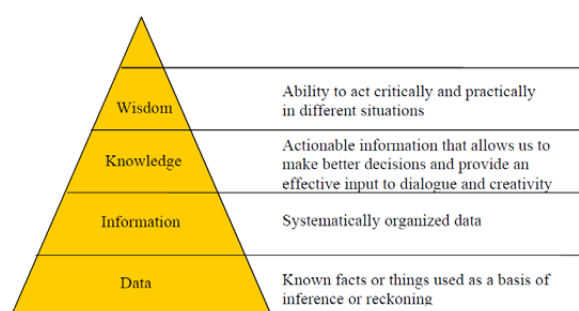 Wisdom
Ability to act critically and practically
in different situations
Knowledge
Actionable information that allows us to
make better decisions and provide an
effective input to dialogue and creativity
Information
Systematically organized data
Data
Known facts or things used as a basis of
inference or reckoning